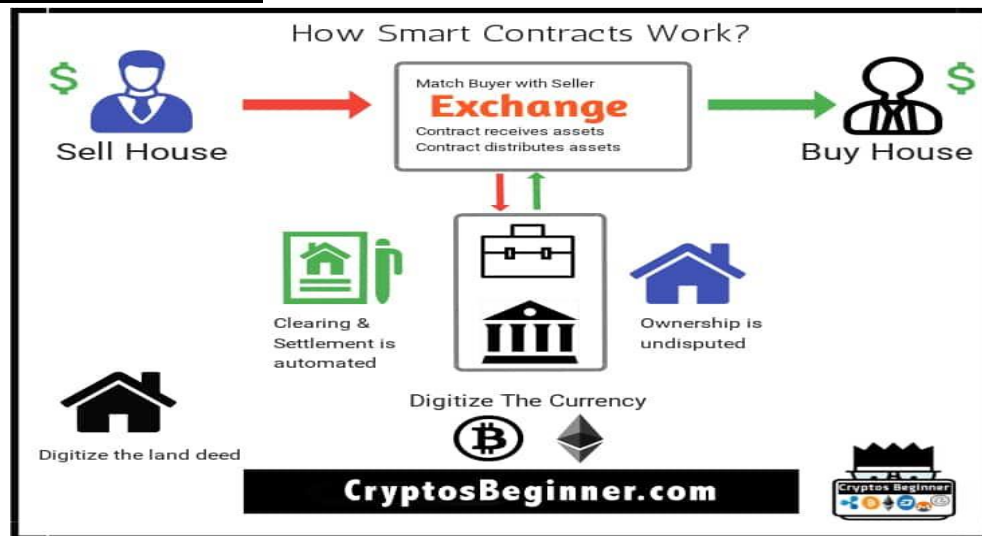 How Smart Contracts Work?
$
$
Match Buyer with Seller
Exchange
Contract receives assets
Contract distributes assets
Sell House
Buy House
Clearing &
Settlement is
automated
Ownership is
undisputed
Digitize The Currency
Digitize the land deed
CryptosBeginner.com
Cryptos Beginner